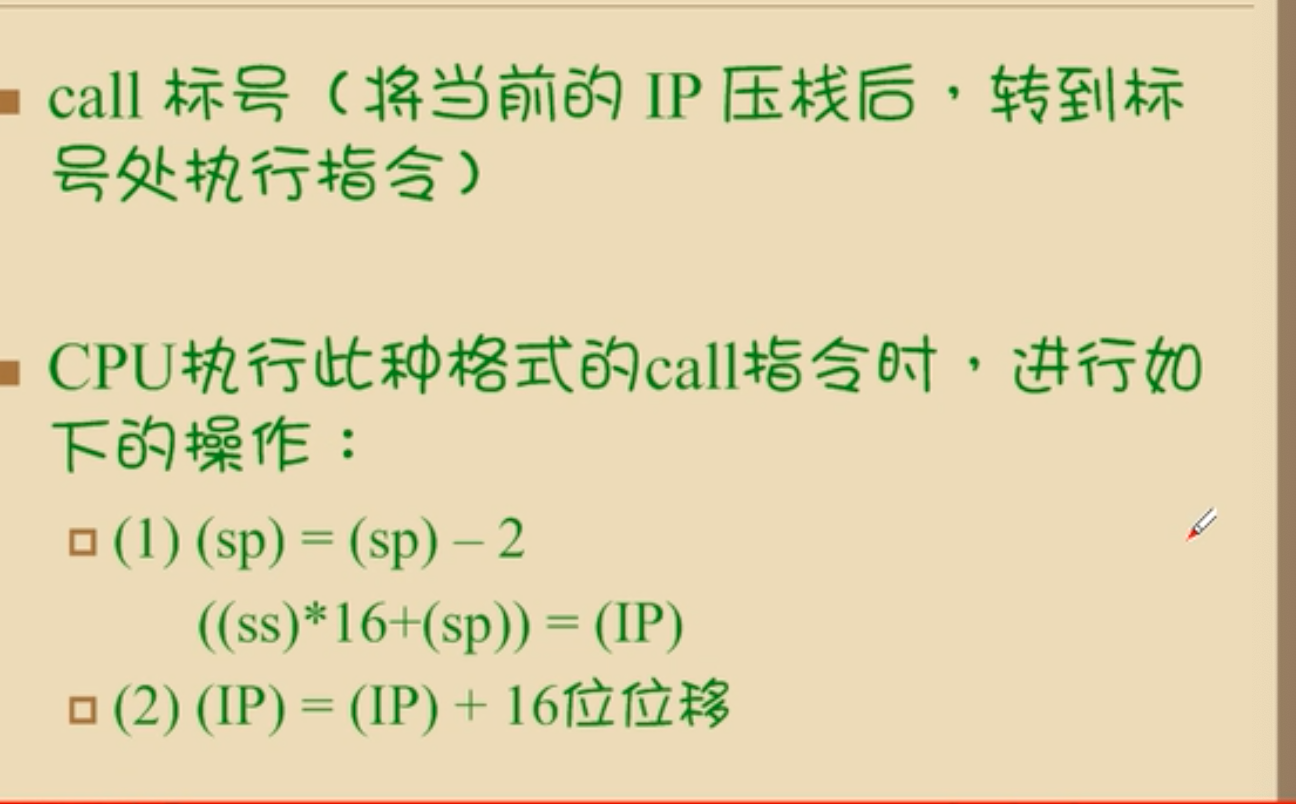 call 标号（将当前的 IP 压栈后，转到标
号处执行指令）
CPU执行此种格式的call指令时，进行如
下的操作：
(1) (sp) = (sp) – 2
((ss)*16+(sp)) = (IP)
(2) (IP) = (IP) + 16位位移